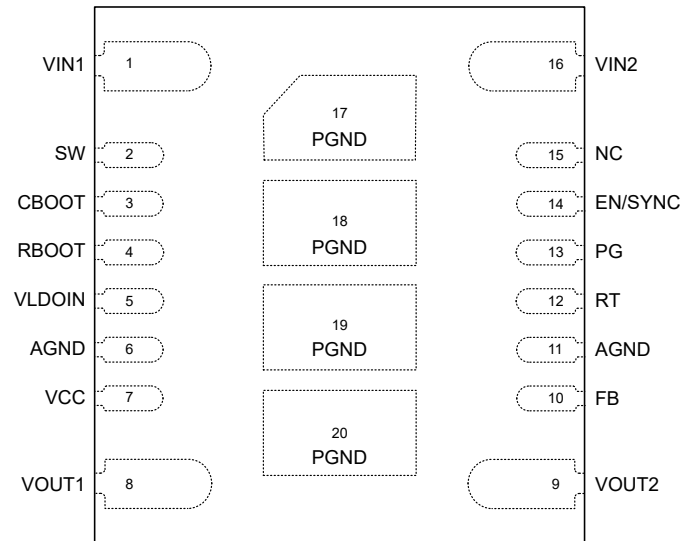 VIN1 1
16 VIN2
17
PGND
SW 2
15 NC
CBOOT 3
14 EN/SYNC
18
PGND
RBOOT 4
13 PG
VLDOIN 5
12 RT
19
PGND
AGND 6
11 AGND
VCC 7
10 FB
20
PGND
VOUT1 8
9 VOUT2